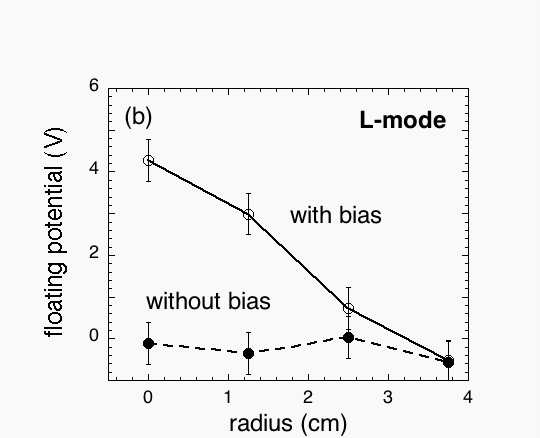 6
(b)
L-mode
4
with bias
2
without bias
0
floating potential (V)
0
1
2
3
4
radius (cm)